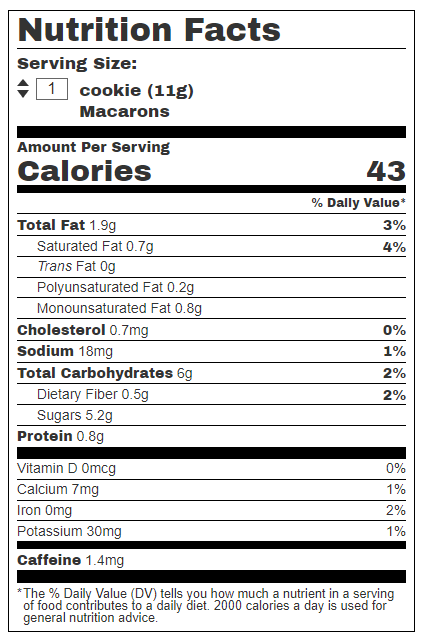 Nutrition Facts
Serving Size:
1 cookie (11g)
Macarons
Amount Per Serving
Calories 43
% Daily Value*
Total Fat 1.9g 3%
Saturated Fat 0.7g 4%
Trans Fat 0g
Polyunsaturated Fat 0.2g
Monounsaturated Fat 0.8g
Cholesterol 0.7mg 0%
Sodium 18mg 1%
Total Carbohydrates 6g 2%
Dietary Fiber 0.5g 2%
Sugars 5.2g
Protein 0.8g
Vitamin D 0mcg 0%
Calcium 7mg 1%
Iron 0mg 2%
Potassium 30mg 1%
Caffeine 1.4mg
*The % Daily Value (DV) tells you how much a nutrient in a serving
of food contributes to a daily diet. 2000 calories a day is used for
general nutrition advice.